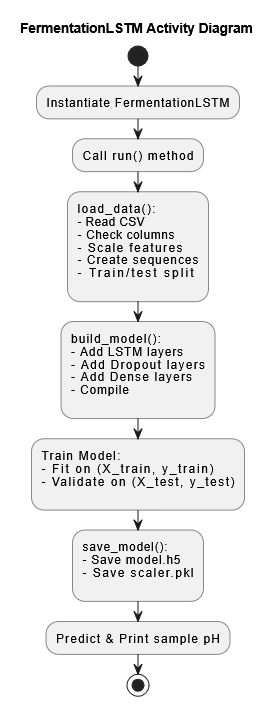 FermentationLSTM Activity Diagram
Instantiate FermentationLSTM
Call run() method
load_data():
- Read CSV
- Check columns
- Scale features
- Create sequences
- Train/test split
build_model():
- Add LSTM layers
- Add Dropout layers
- Add Dense layers
- Compile
Train Model:
- Fit on (X_train, y_train)
- Validate on (X_test, y_test)
save_model():
- Save model.h5
- Save scaler.pkl
Predict & Print sample pH